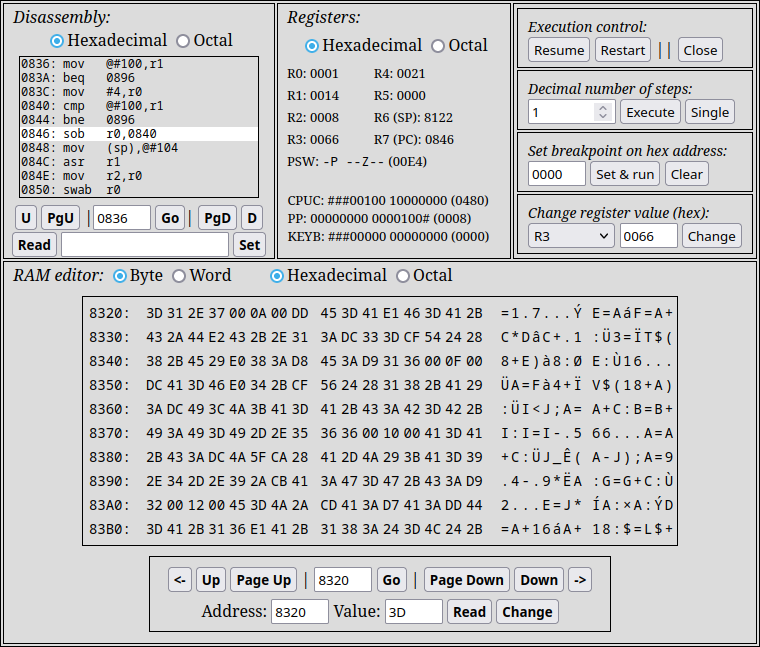 Disassembly:
Hexadecimal Octal
0836: mov @#100,r1
083A: beq 0896
083C: mov #4,r0
0840: cmp @#100,r1
0844: bne 0896
0846: sob r0,0840
0848: mov (sp),@#104
084C: asr r1
084E: mov r2,r0
0850: swab r0
U PgU | 0836 Go | PgD D
Read Set
Registers:
Hexadecimal Octal
R0: 0001 R4: 0021
R1: 0014 R5: 0000
R2: 0008 R6 (SP): 8122
R3: 0066 R7 (PC): 0846
PSW: -P --Z-- (00E4)
CPUC: ###00100 10000000 (0480)
PP: 00000000 0000100# (0008)
KEYB: ###00000 00000000 (0000)
Execution control:
Resume Restart || Close
Decimal number of steps:
1 Execute Single
Set breakpoint on hex address:
0000 Set & run Clear
Change register value (hex):
R3 0066 Change
RAM editor: Byte Word Hexadecimal Octal
8320: 3D 31 2E 37 00 0A 00 DD 45 3D 41 E1 46 3D 41 2B =1.7...Ý E=AáF=A+
8330: 43 2A 44 E2 43 2B 2E 31 3A DC 33 3D CF 54 24 28 C*DâC+.1 :Ü3=ÏT$(
8340: 38 2B 45 29 E0 38 3A D8 45 3A D9 31 36 00 0F 00 8+E)à8:Ø E:Ù16...
8350: DC 41 3D 46 E0 34 2B CF 56 24 28 31 38 2B 41 29 ÜA=Fà4+Ï V$(18+A)
8360: 3A DC 49 3C 4A 3B 41 3D 41 2B 43 3A 42 3D 42 2B :ÜI<J;A= A+C:B=B+
8370: 49 3A 49 3D 49 2D 2E 35 36 36 00 10 00 41 3D 41 I:I=I-.5 66...A=A
8380: 2B 43 3A DC 4A 5F CA 28 41 2D 4A 29 3B 41 3D 39 +C:ÜJ_Ê( A-J);A=9
8390: 2E 34 2D 2E 39 2A CB 41 3A 47 3D 47 2B 43 3A D9 .4-.9*ËA :G=G+C:Ù
83A0: 32 00 12 00 45 3D 4A 2A CD 41 3A D7 41 3A DD 44 2...E=J* ÍA:×A:ÝD
83B0: 3D 41 2B 31 36 E1 41 2B 31 38 3A 24 3D 4C 24 2B =A+16áA+ 18:$=L$+
<- Up Page Up | 8320 Go | Page Down Down ->
Address: 8320 Value: 3D Read Change